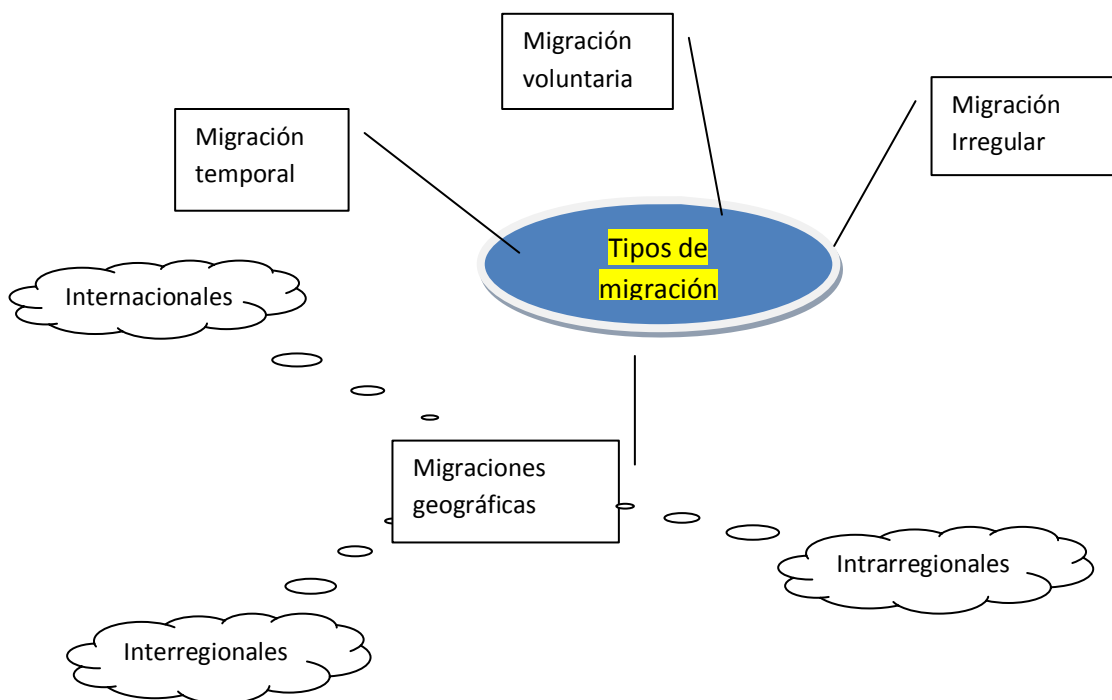 Migración
voluntaria
Migración
Irregular
Migración
temporal
Tipos de
migración
Internacionales
Migraciones
geográficas
Intrarregionales
Interregionales